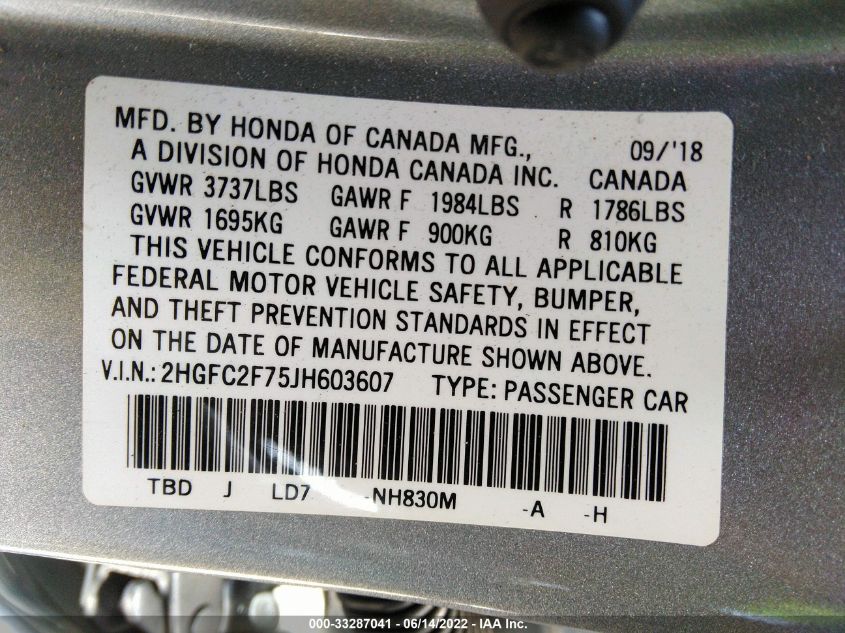 MFD. BY HONDA OF CANADA MFG., 09/'18
A DIVISION OF HONDA CANADA INC. CANADA
GVWR 3737LBS GAWR F 1984LBS R 1786LBS
GVWR 1695KG GAWR F 900KG R 810KG
THIS VEHICLE CONFORMS TO ALL APPLICABLE
FEDERAL MOTOR VEHICLE SAFETY, BUMPER,
AND THEFT PREVENTION STANDARDS IN EFFECT
ON THE DATE OF MANUFACTURE SHOWN ABOVE.
V.I.N.: 2HGFC2F75JH603607 TYPE: PASSENGER CAR
TBD J LD7 -NH830M -A -H
000-33287041 - 06/14/2022 - IAA Inc.